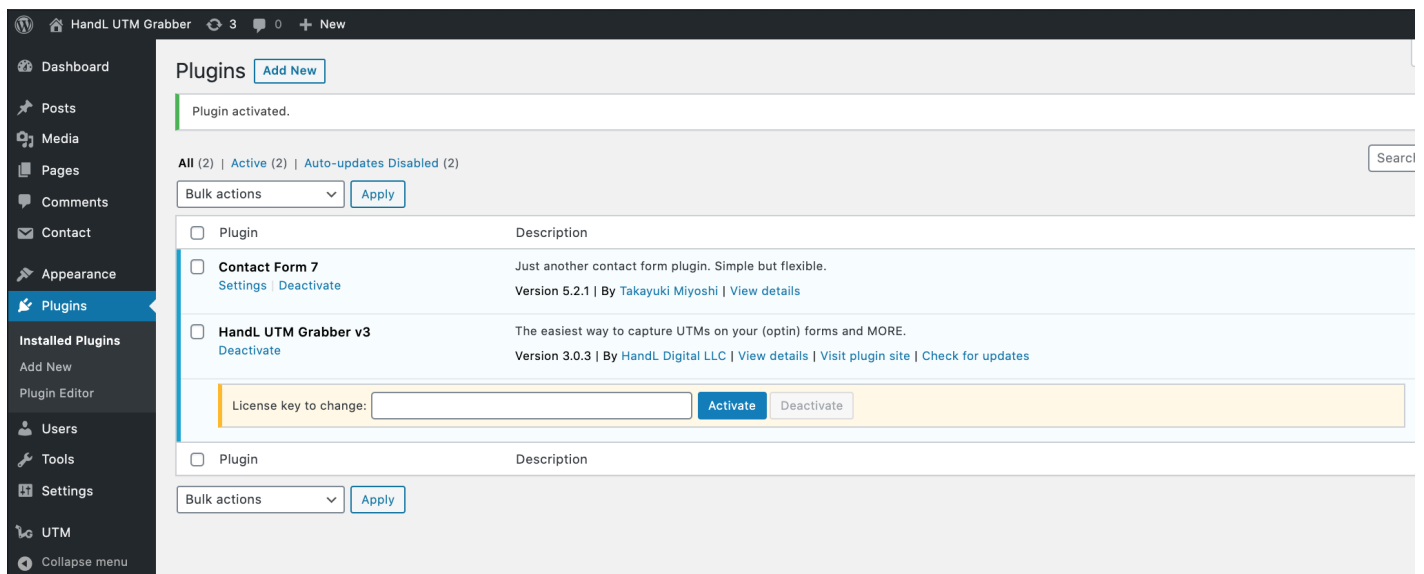 HandL UTM Grabber 3 0 New
Dashboard
Posts
Media
Pages
Comments
Contact
Appearance
Plugins
Installed Plugins
Add New
Plugin Editor
Users
Tools
Settings
UTM
Collapse menu
Plugins Add New
Plugin activated.
All (2) | Active (2) | Auto-updates Disabled (2)
Search
Bulk actions Apply
Plugin Description
Contact Form 7 Just another contact form plugin. Simple but flexible.
Settings | Deactivate Version 5.2.1 | By Takayuki Miyoshi | View details
HandL UTM Grabber v3 The easiest way to capture UTMs on your (optin) forms and MORE.
Deactivate Version 3.0.3 | By HandL Digital LLC | View details | Visit plugin site | Check for updates
License key to change: Activate Deactivate
Plugin Description
Bulk actions Apply